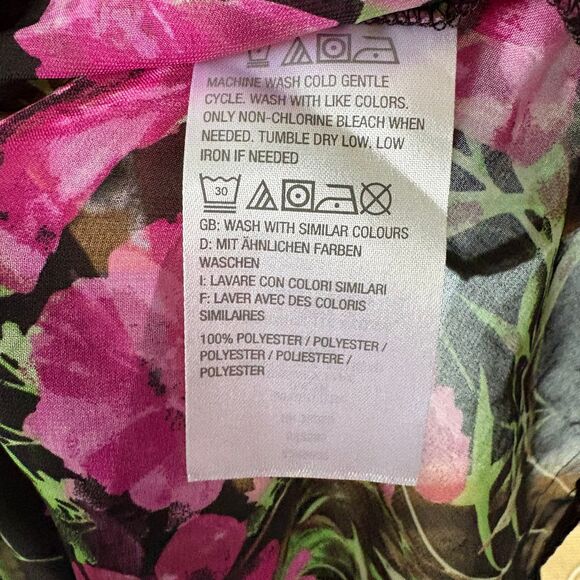 MACHINE WASH COLD GENTLE
CYCLE. WASH WITH LIKE COLORS.
ONLY NON-CHLORINE BLEACH WHEN
NEEDED. TUMBLE DRY LOW, LOW
IRON IF NEEDED
30
GB: WASH WITH SIMILAR COLOURS
D: MIT ÄHNLICHEN FARBEN
WASCHEN
I: LAVARE CON COLORI SIMILARI
F: LAVER AVEC DES COLORIS
SIMILAIRES
100% POLYESTER / POLYESTER /
POLYESTER / POLIESTERE /
POLYESTER